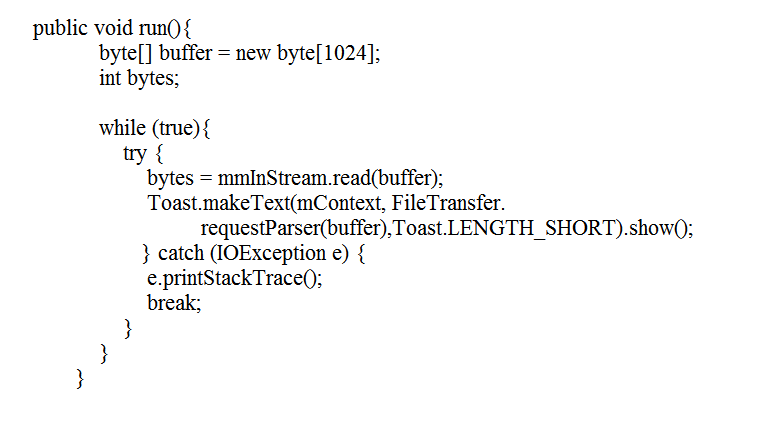 public void run(){
byte[] buffer = new byte[1024];
int bytes;
while (true){
try {
bytes = mmInStream.read(buffer);
Toast.makeText(mContext, FileTransfer.
requestParser(buffer),Toast.LENGTH_SHORT).show();
} catch (IOException e) {
e.printStackTrace();
break;
}
}
}